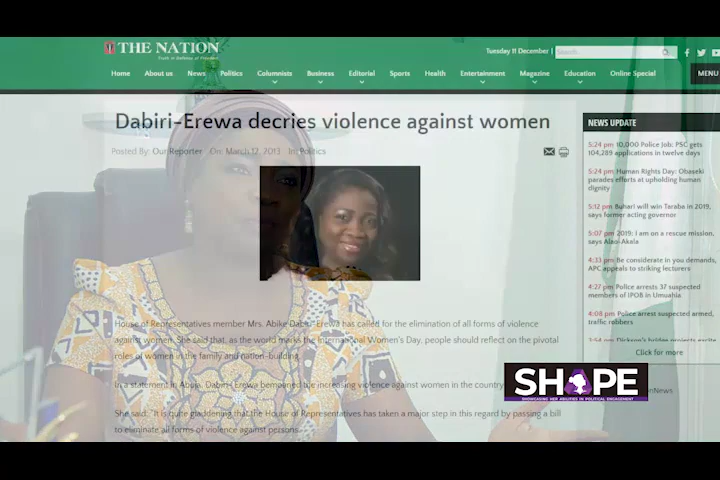 THE NATION
Truth in Defence of Freedom
Tuesday 11 December |
Search
Home About us News Politics Columnists Business Editorial Sports Health Entertainment Magazine Education Online Special MENU
Dabiri-Erewa decries violence against women
Posted By: Our Reporter On: March 12, 2013 In: Politics
NEWS UPDATE
5:24 pm 10,000 Police Job: PSC gets
104,289 applications in twelve days
5:24 pm Human Rights Day: Obaseki
parades efforts at upholding human
dignity
5:12 pm Buhari will win Taraba in 2019,
says former acting governor
5:07 pm 2019: I am on a rescue mission,
says Alao-Akala
4:33 pm Be considerate in you demands,
APC appeals to striking lecturers
4:27 pm Police arrests 37 suspected
members of IPOB in Umuahia
4:08 pm Police arrest suspected armed,
traffic robbers
Click for more
House of Representatives member Mrs. Abike Dabiri-Erewa has called for the elimination of all forms of violence
against women. She said that, as the world marks the International Women's Day, people should reflect on the pivotal
roles of women in the family and nation-building.
In a statement in Abuja, Dabiri-Erewa bemoaned the increasing violence against women in the country
She said: "It is quite gladdening that the House of Representatives has taken a major step in this regard by passing a bill
to eliminate all forms of violence against persons
SHAPE
SHOWCASING HER ABILITIES IN POLITICAL ENGAGEMENT